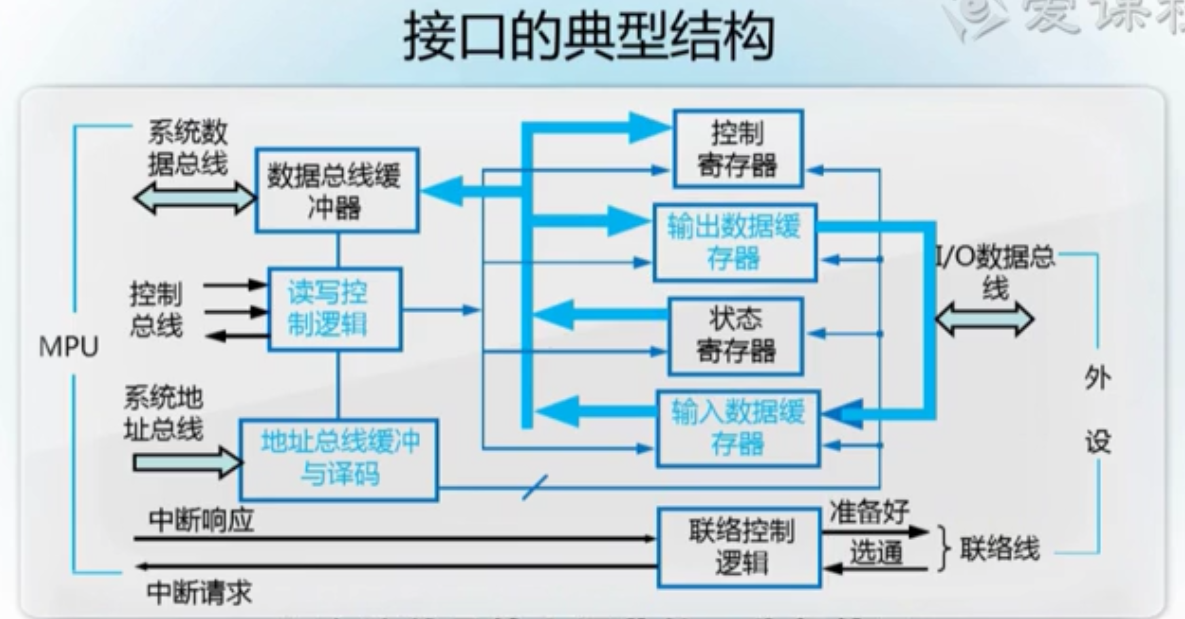 接口的典型结构
爱课程
系统数
据总线
数据总线缓
冲器
控制
寄存器
输出数据缓
存器
I/O数据总
线
控制
总线
读写控
制逻辑
状态
寄存器
MPU
外
设
系统地
址总线
地址总线缓冲
与译码
输入数据缓
存器
中断响应
中断请求
联络控制
逻辑
准备好
选通
联络线